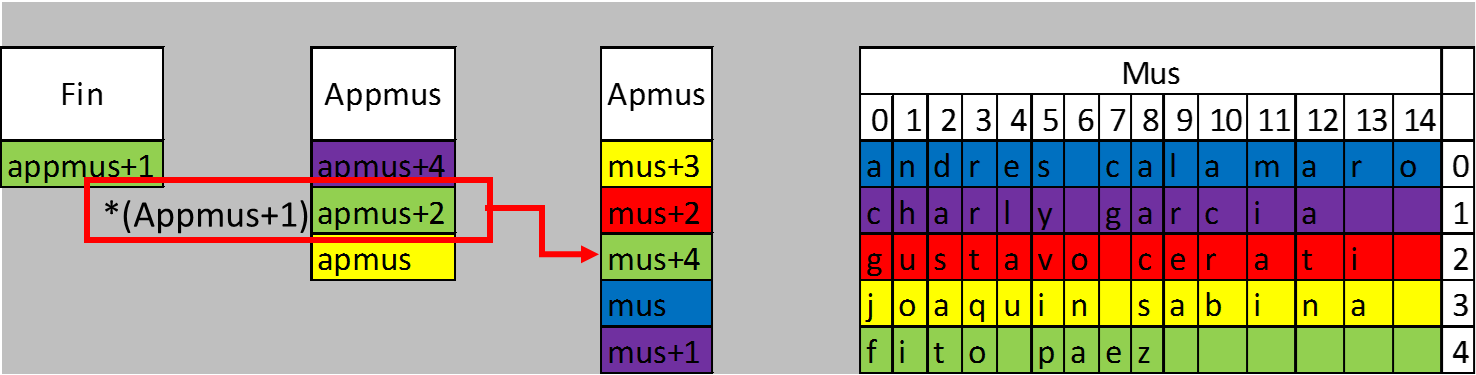 Fin Appmus Apmus Mus
0 1 2 3 4 5 6 7 8 9 10 11 12 13 14
appmus+1 apmus+4 mus+3 a n d r e s c a l a m a r o 0
*(Appmus+1) apmus+2 mus+2 c h a r l y g a r c i a 1
apmus mus+4 g u s t a v o c e r a t i 2
mus j o a q u i n s a b i n a 3
mus+1 f i t o p a e z 4